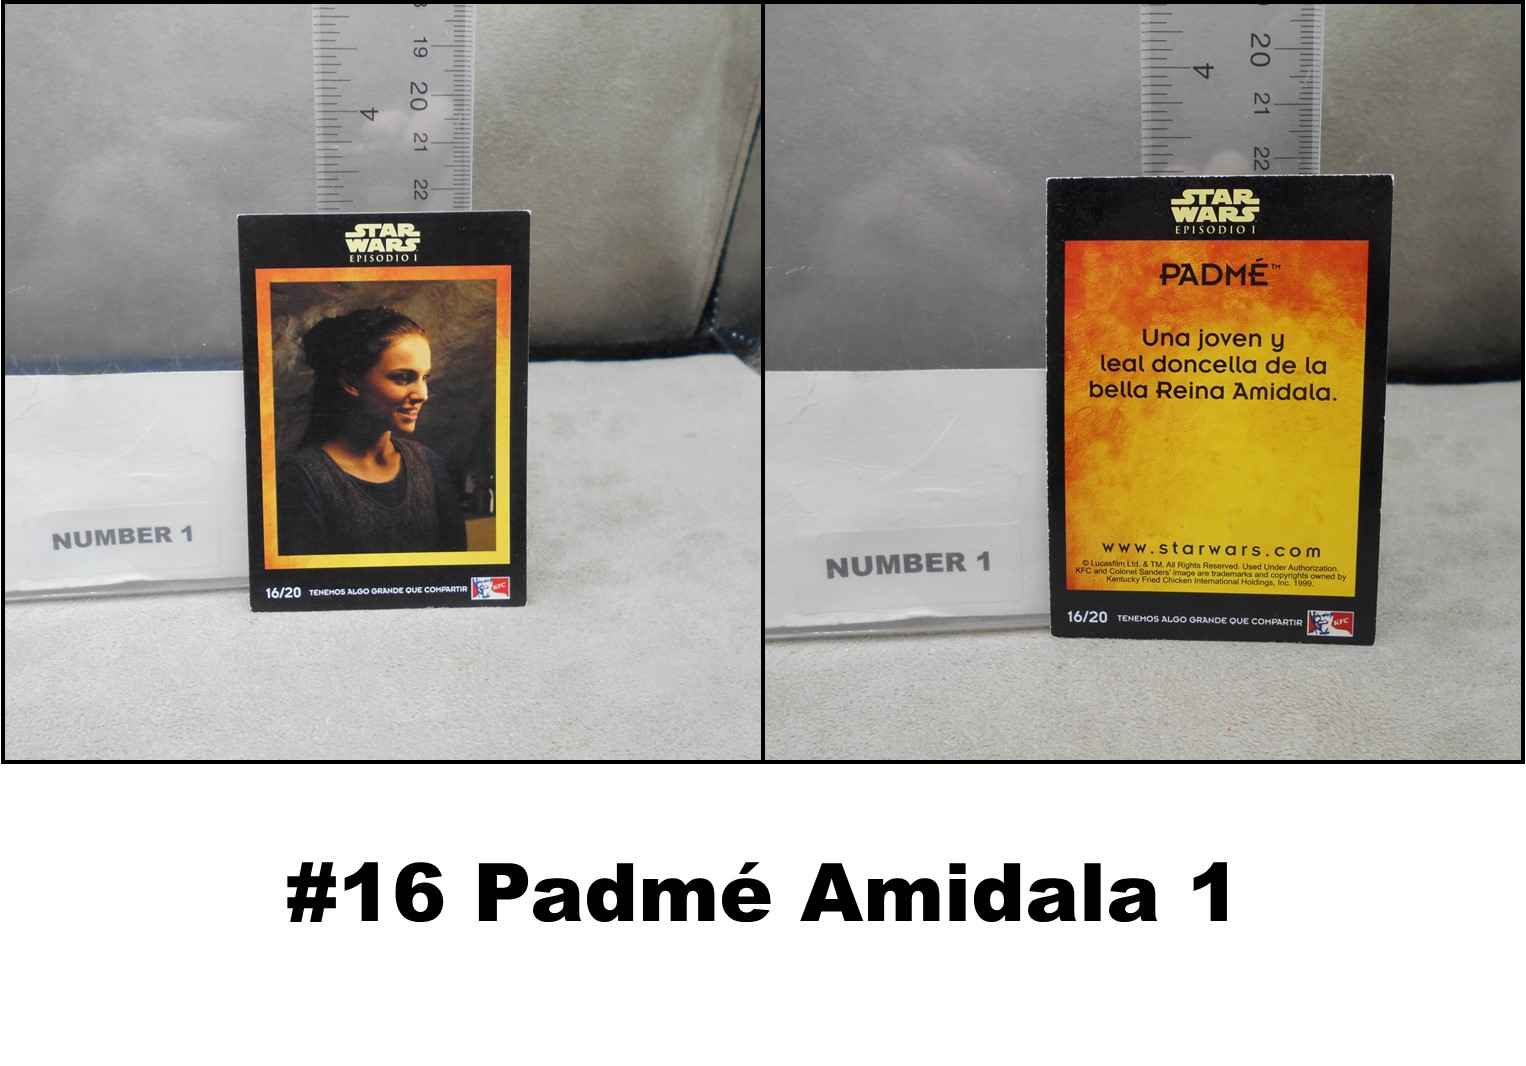 19
20
4
21
22
STAR
WARS
EPISODIO I
16/20 TENEMOS ALGO GRANDE QUE COMPARTIR KFC
NUMBER 1
20
4
21
22
STAR
WARS
EPISODIO I
PADMÉ™
Una joven y
leal doncella de la
bella Reina Amidala.
www.starwars.com
© Lucasfilm Ltd. & TM. All Rights Reserved. Used Under Authorization.
KFC and Colonel Sanders' image are trademarks and copyrights owned by
Kentucky Fried Chicken International Holdings, Inc. 1999.
16/20 TENEMOS ALGO GRANDE QUE COMPARTIR KFC
NUMBER 1
#16 Padmé Amidala 1